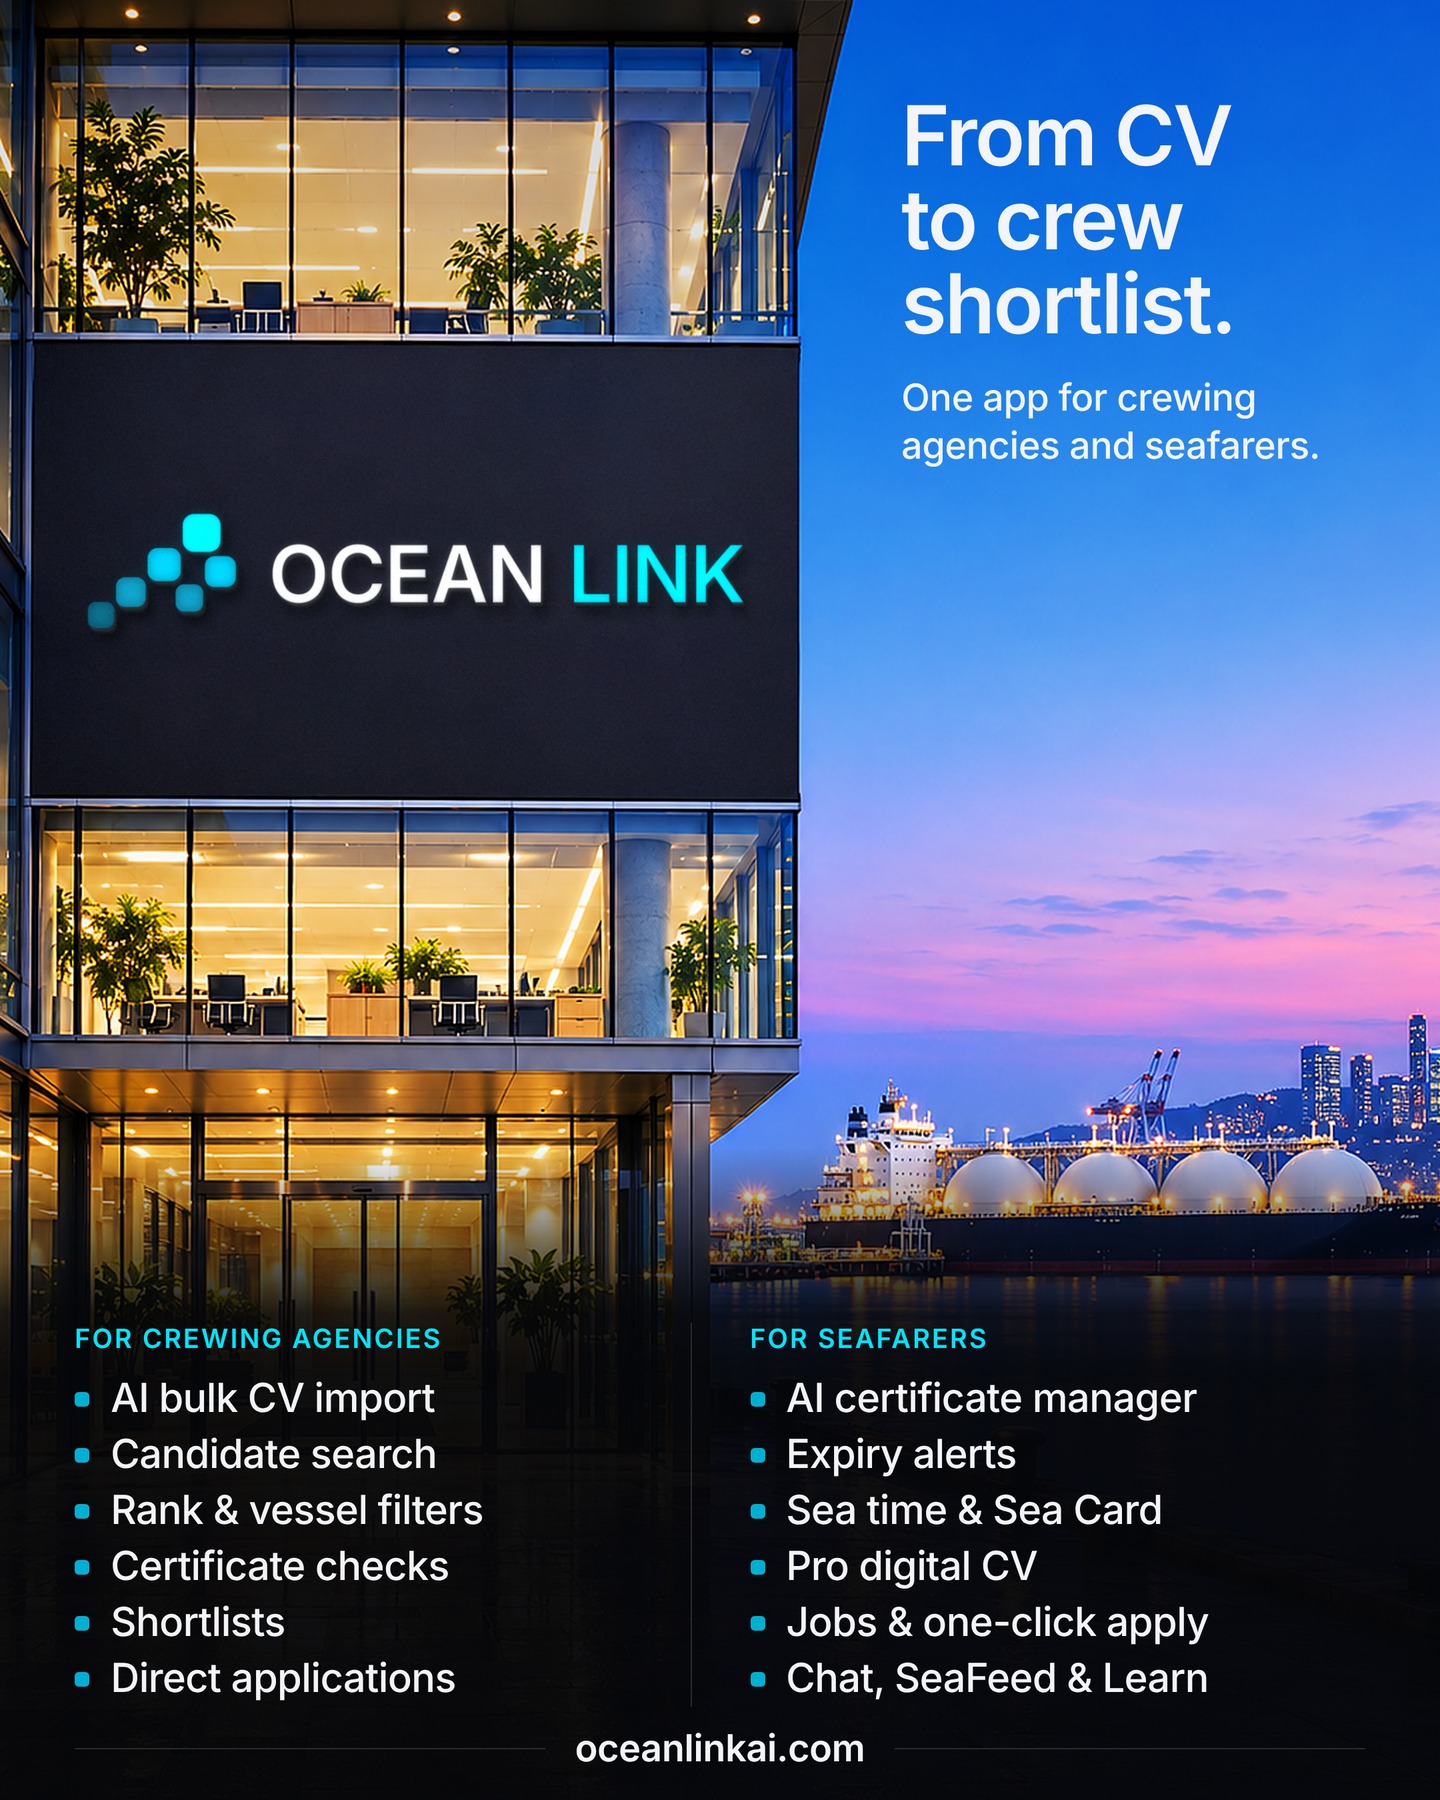 From CV
to crew
shortlist.
One app for crewing
agencies and seafarers.
OCEAN LINK
FOR CREWING AGENCIES
AI bulk CV import
Candidate search
Rank & vessel filters
Certificate checks
Shortlists
Direct applications
FOR SEAFARERS
AI certificate manager
Expiry alerts
Sea time & Sea Card
Pro digital CV
Jobs & one-click apply
Chat, SeaFeed & Learn
oceanlinkai.com